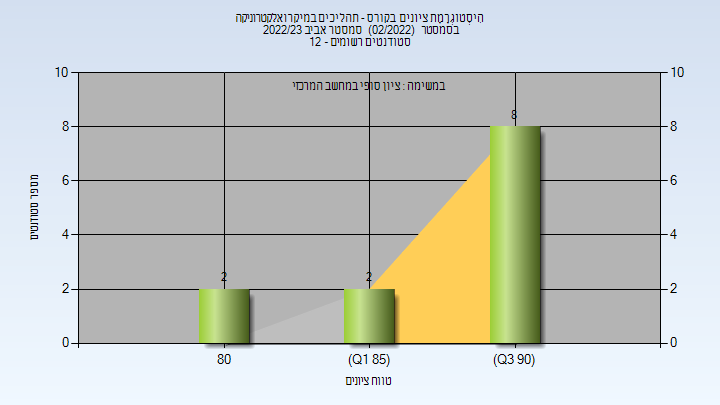 היסטוגרמת ציונים בקורס - תהליכים במיקרואלקטרוניקה
בסמסטר (02/2022) סמסטר אביב 2022/23
סטודנטים רשומים - 12
במשימה : ציון סופי במחשב המרכזי
10 10
8 8
6 6
4 4
2 2
0 0
2 2 8
מספר סטודנטים
80 (Q1 85) (Q3 90)
טווח ציונים